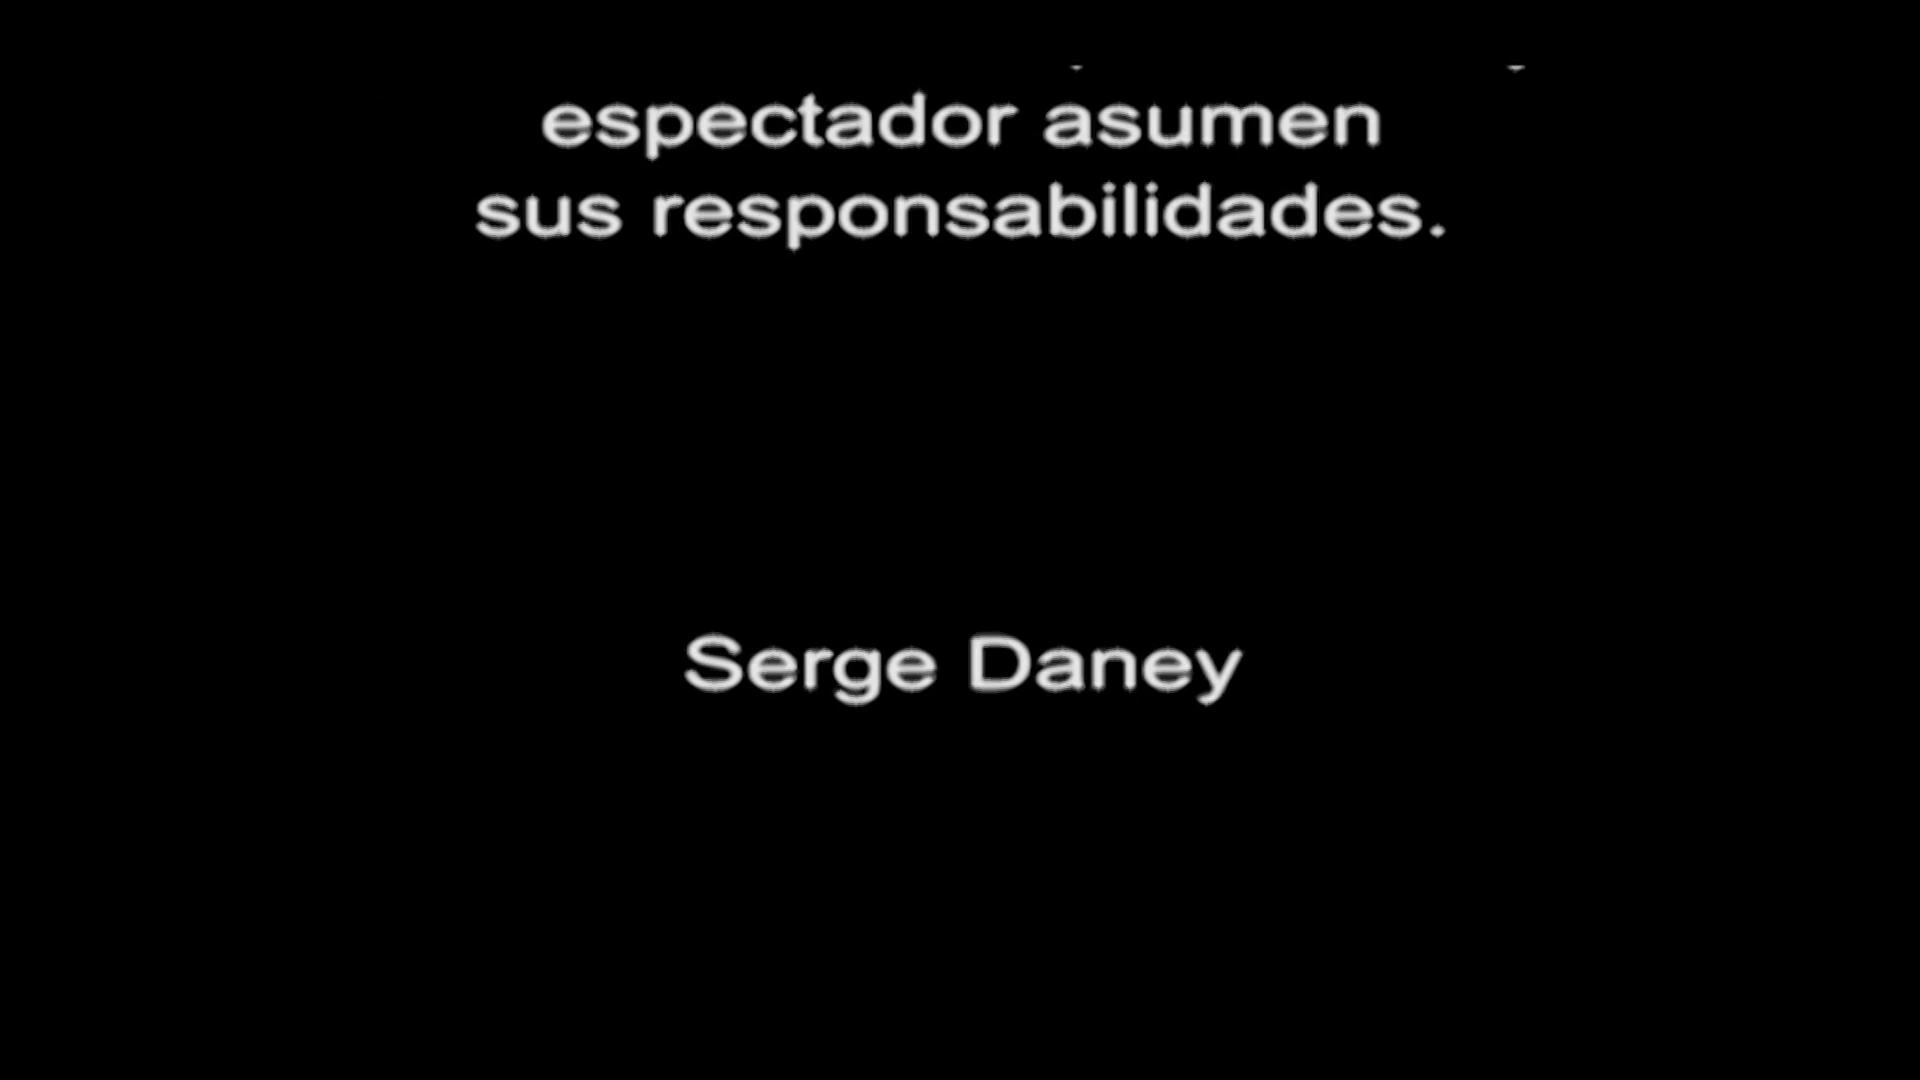 espectador asumen
sus responsabilidades.
Serge Daney